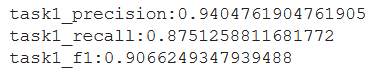 task1_precision:0.9404761904761905
task1_recall:0.8751258811681772
task1_f1:0.9066249347939488